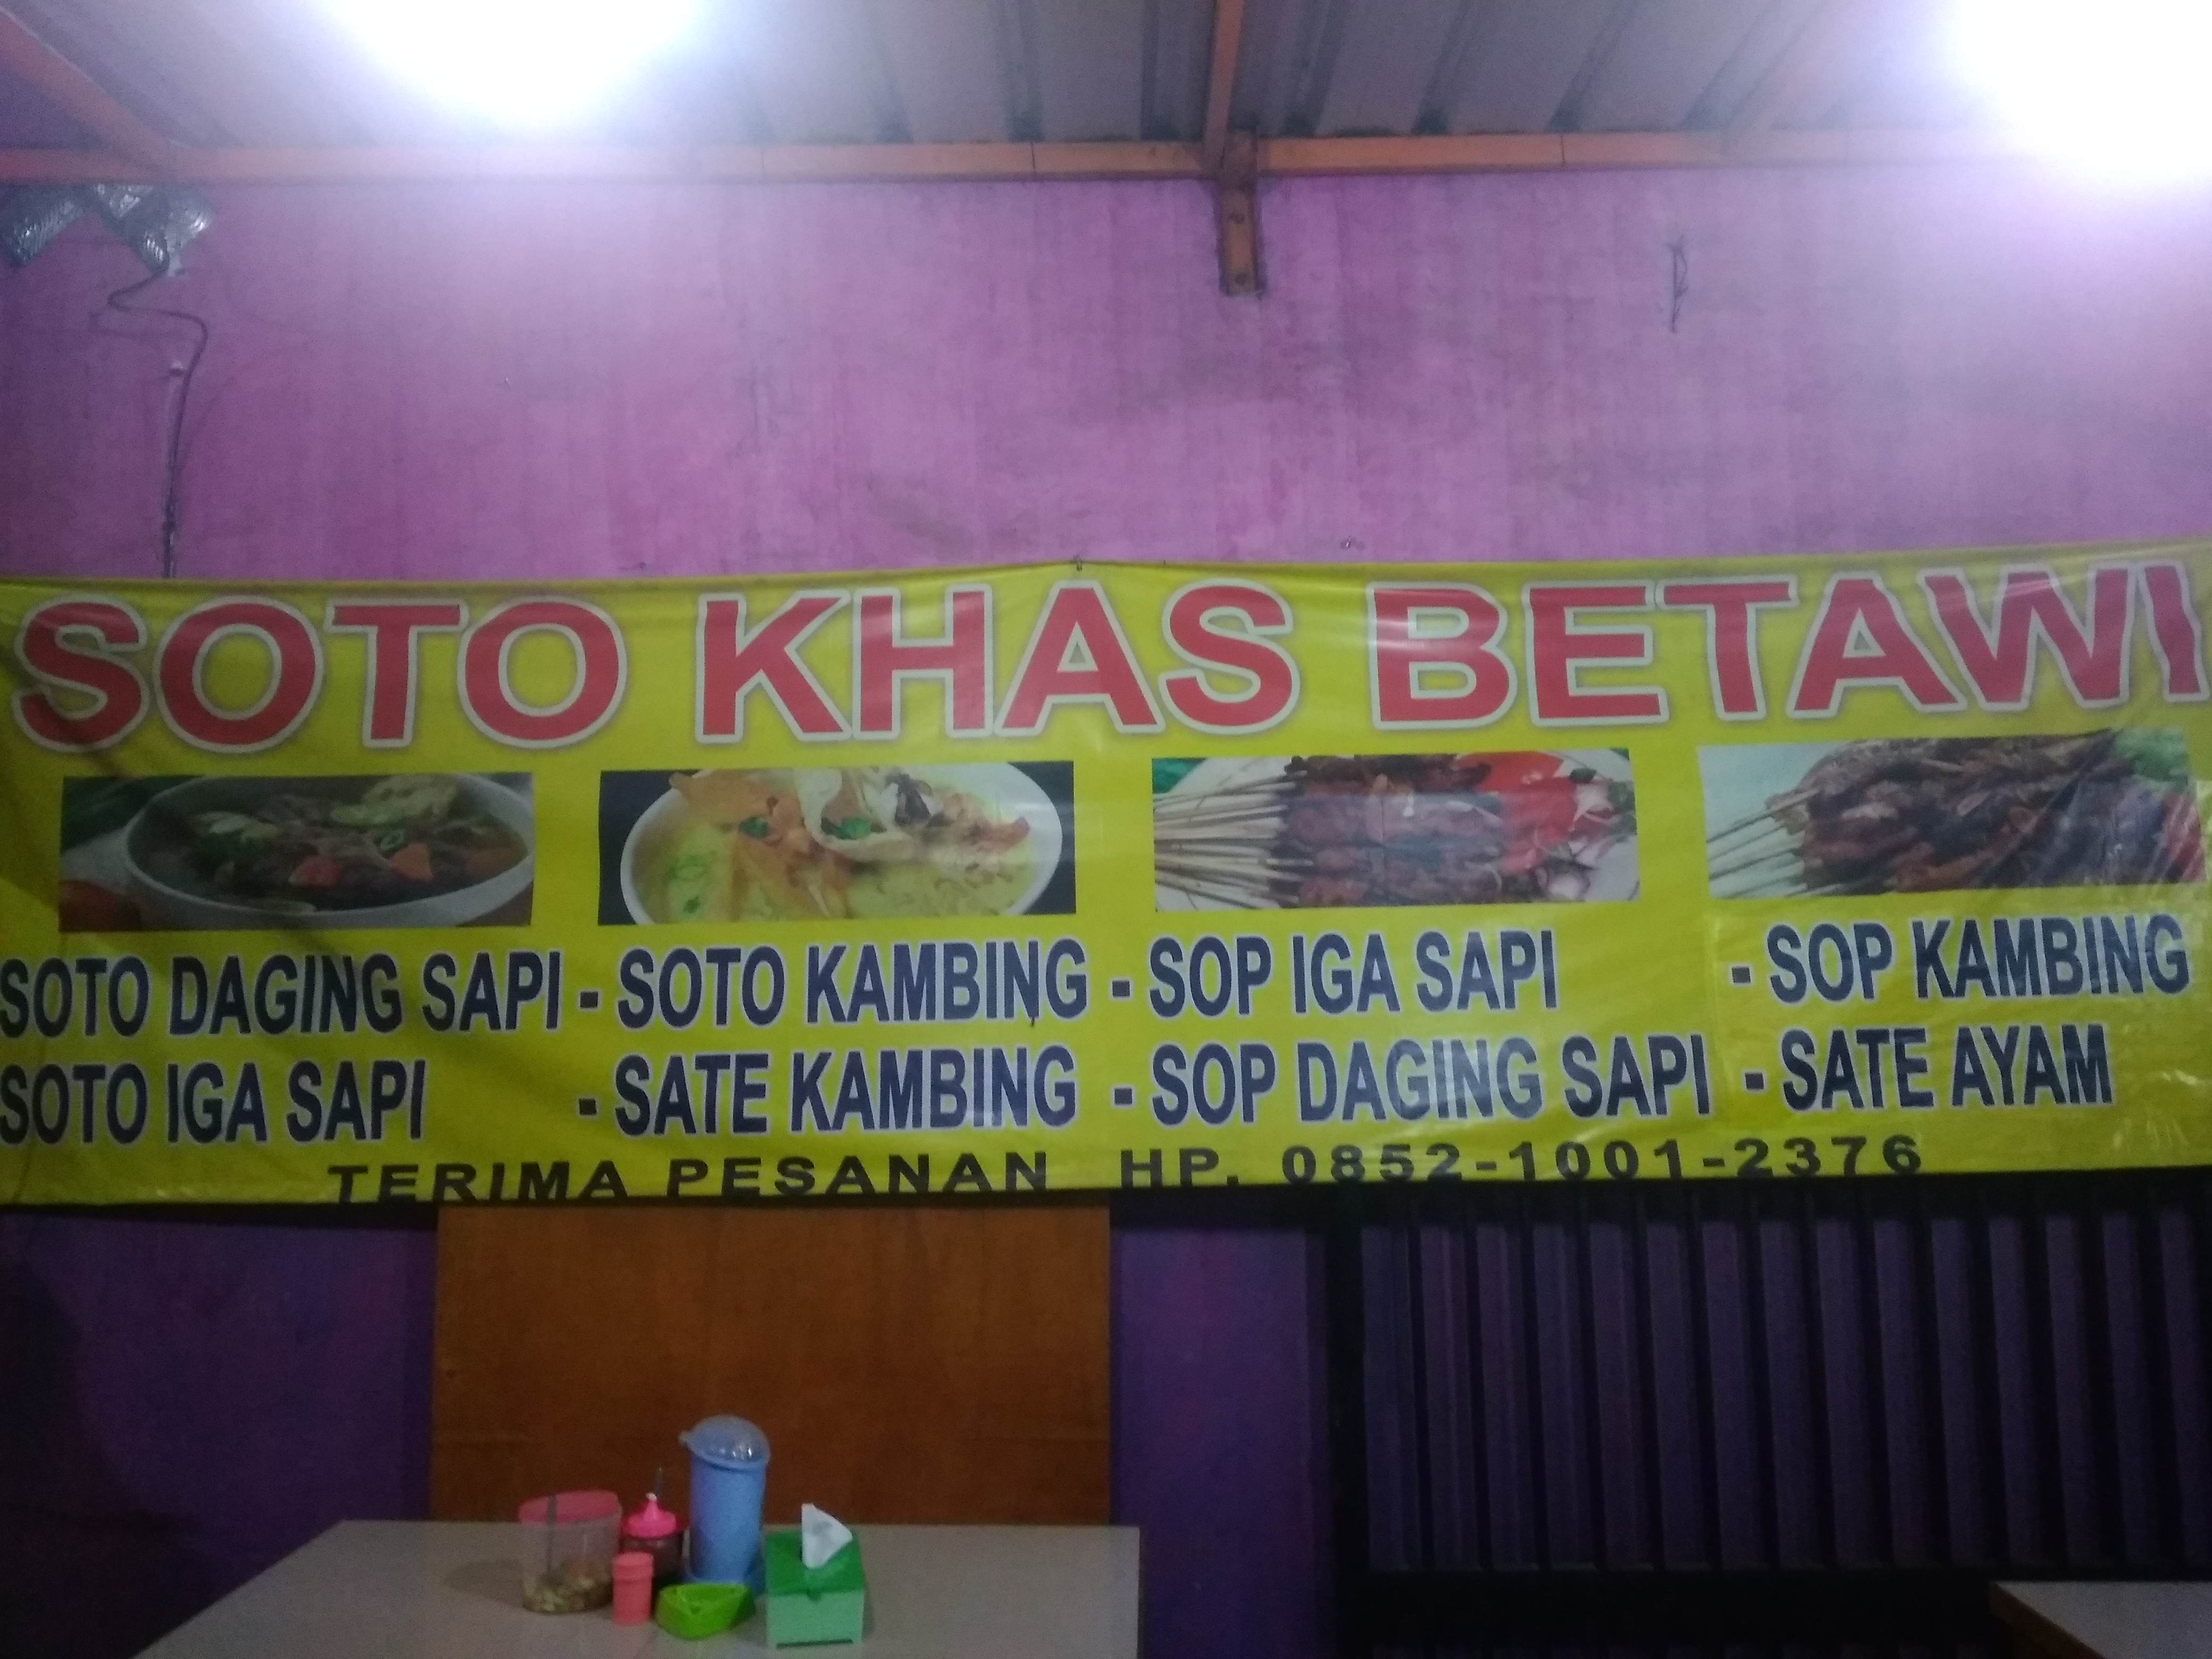 SOTO KHAS BETAWI
SOTO DAGING SAPI - SOTO KAMBING - SOP IGA SAPI - SOP KAMBING
SOTO IGA SAPI - SATE KAMBING - SOP DAGING SAPI - SATE AYAM
TERIMA PESANAN HP. 0852-1001-2376